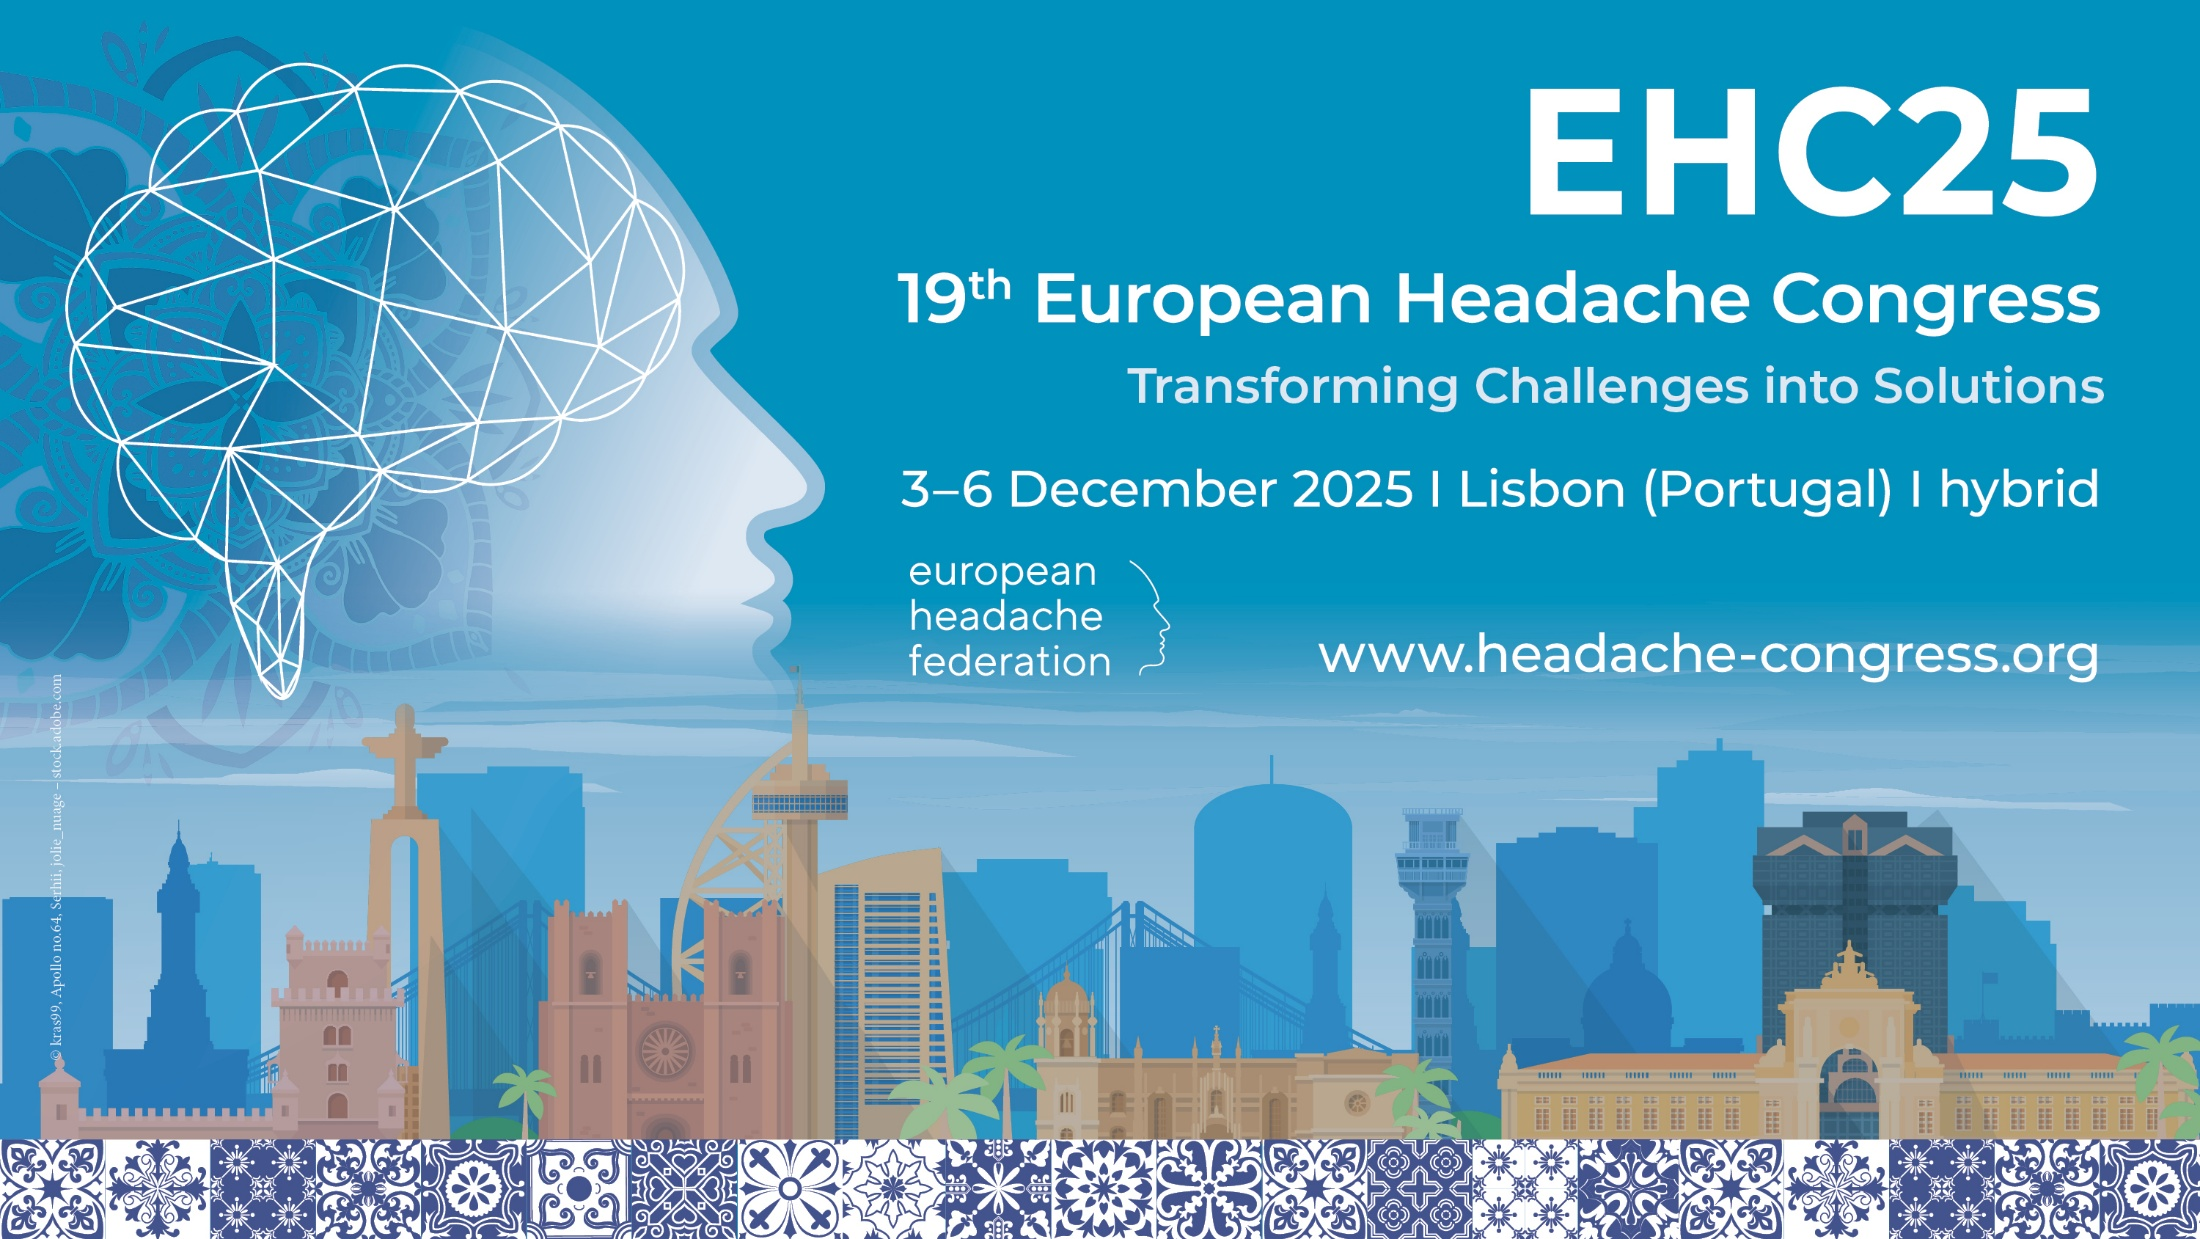 EHC25
19th European Headache Congress
Transforming Challenges into Solutions
3–6 December 2025 I Lisbon (Portugal) I hybrid
european
headache
federation
www.headache-congress.org
© kras99, Apollo no.64, Serhii, jolie_nuage – stock.adobe.com